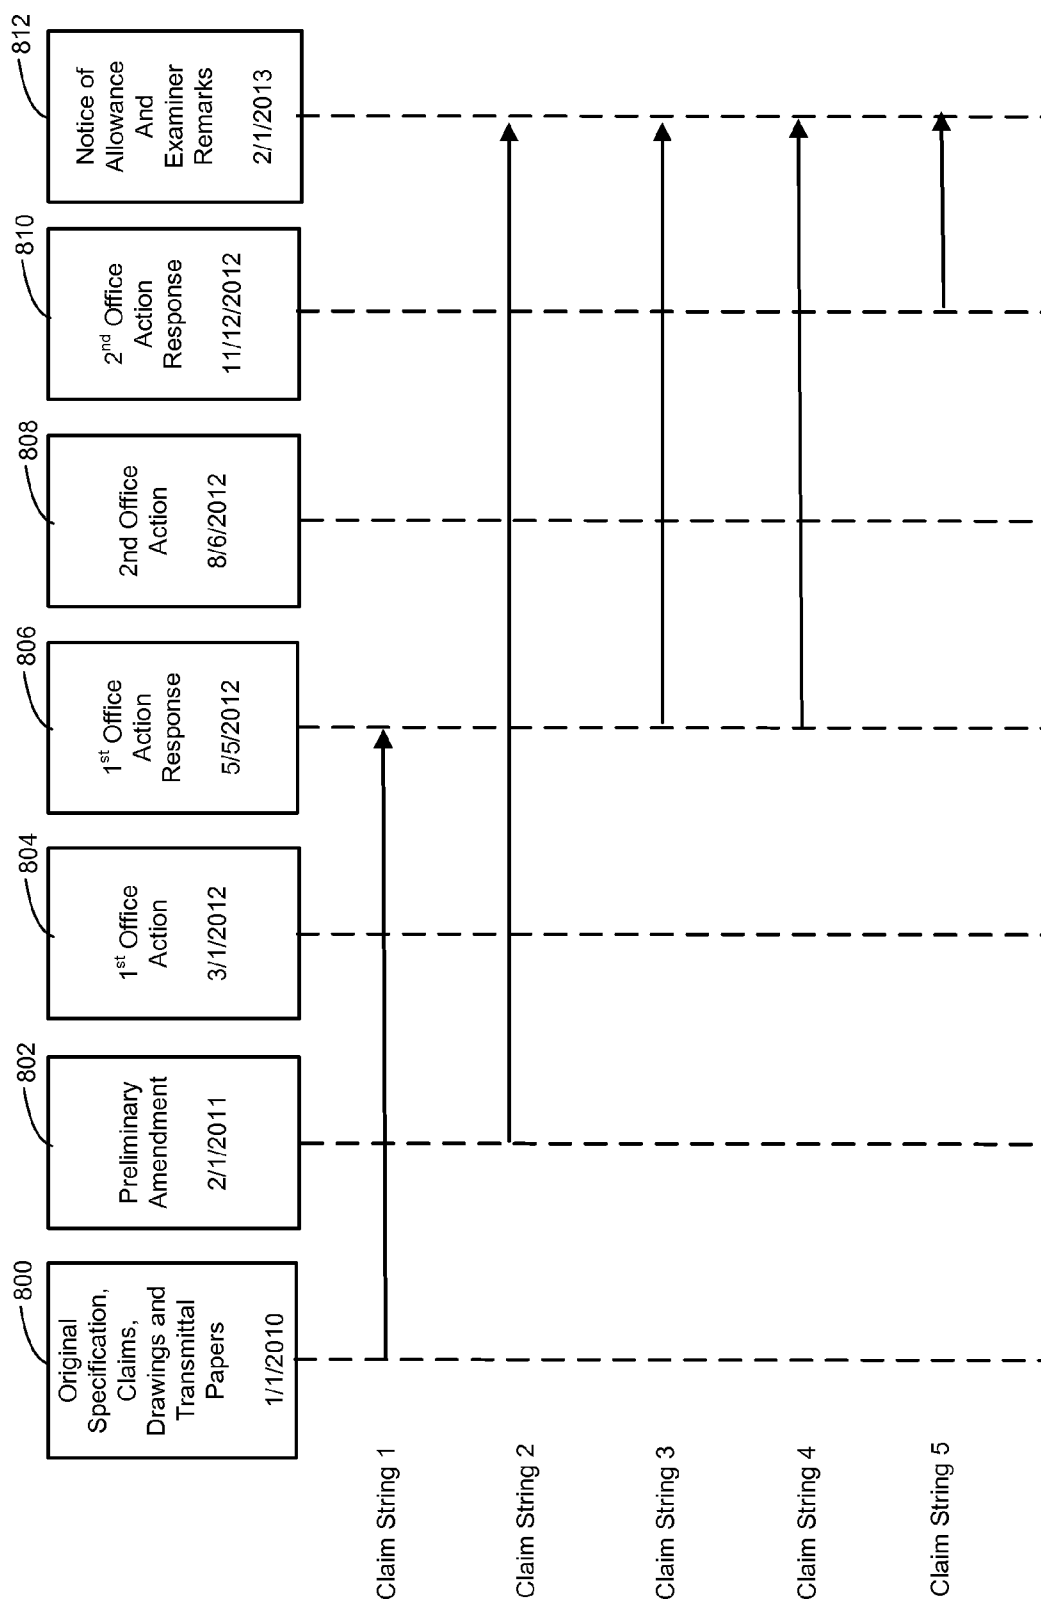 800
Original
Specification,
Claims,
Drawings and
Transmittal
Papers
1/1/2010
802
Preliminary
Amendment
2/1/2011
804
1st Office
Action
3/1/2012
806
1st Office
Action
Response
5/5/2012
808
2nd Office
Action
8/6/2012
810
2nd Office
Action
Response
11/12/2012
812
Notice of
Allowance
And
Examiner
Remarks
2/1/2013
Claim String 1
Claim String 2
Claim String 3
Claim String 4
Claim String 5